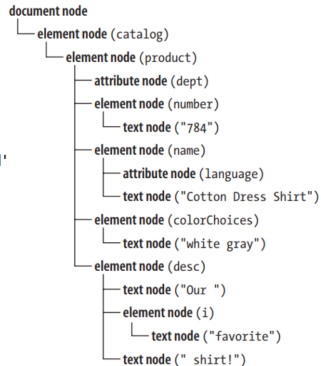 document node
element node (catalog)
element node (product)
attribute node (dept)
element node (number)
text node ("784")
element node (name)
attribute node (language)
text node ("Cotton Dress Shirt")
element node (colorChoices)
text node ("white gray")
element node (desc)
text node ("Our ")
element node (i)
text node ("favorite")
text node (" shirt!")